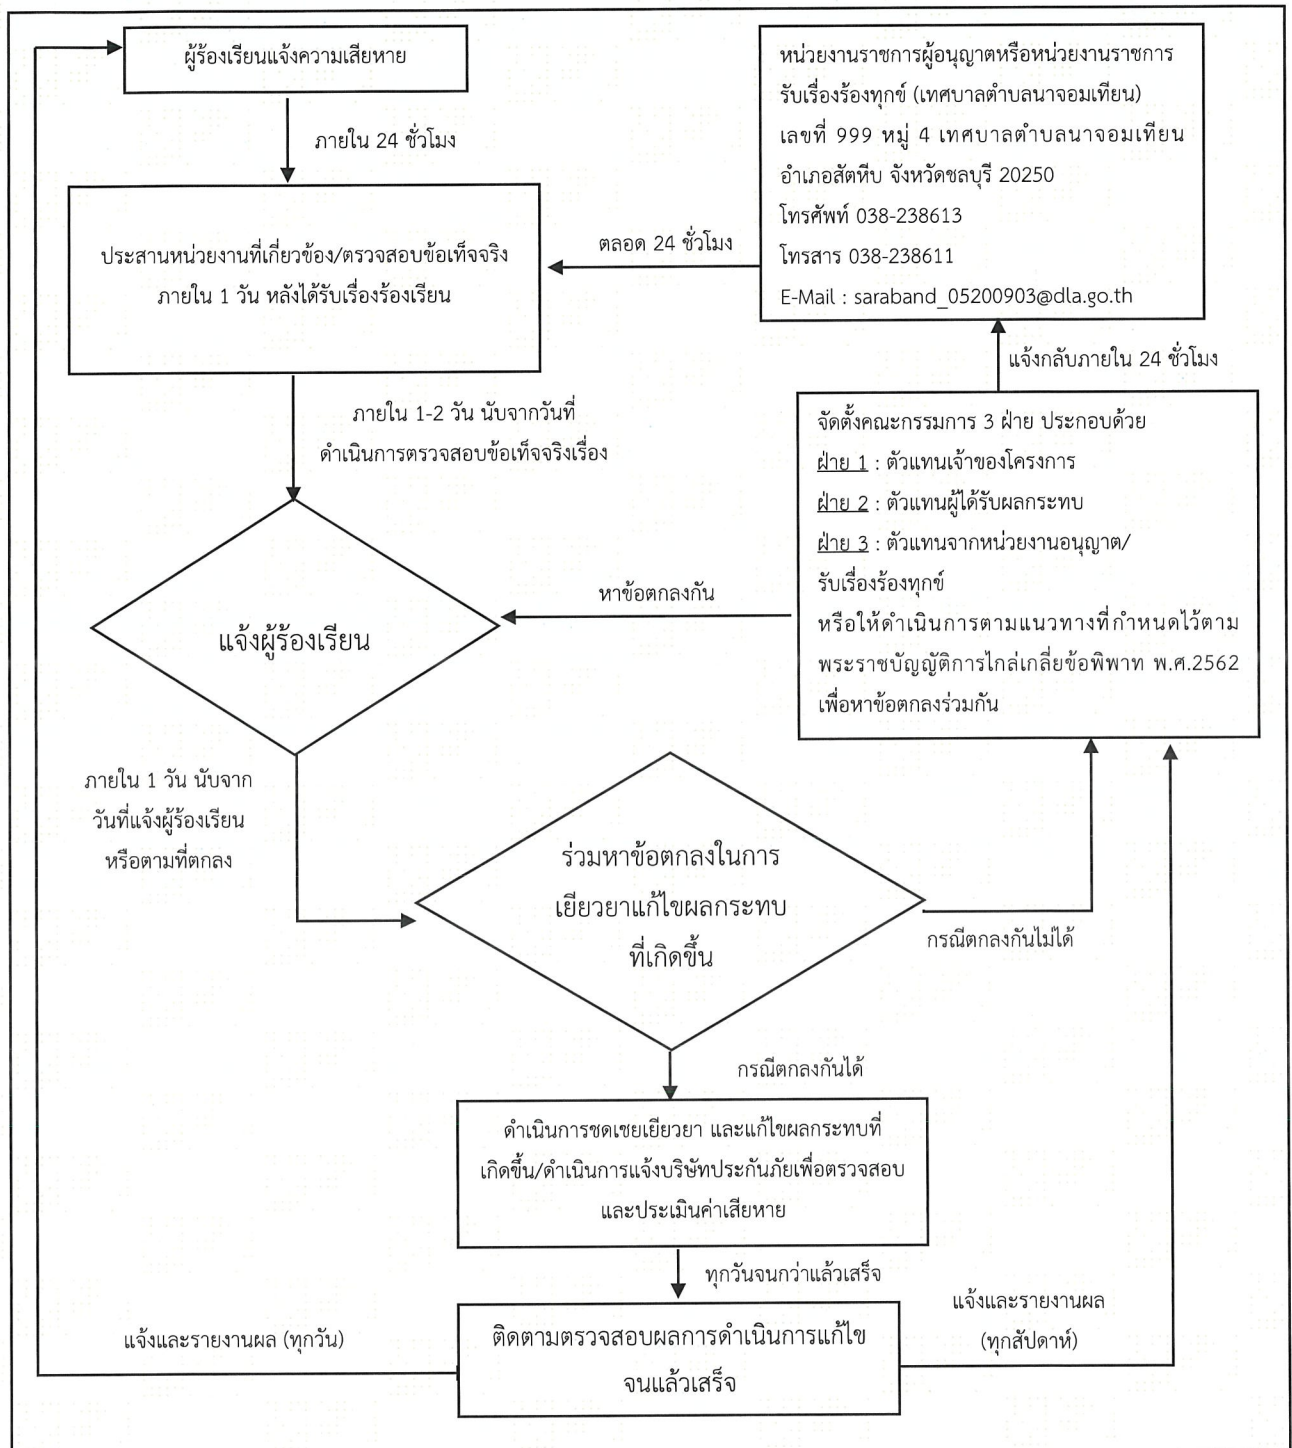 ผู้ร้องเรียนแจ้งความเสียหาย
ภายใน 24 ชั่วโมง
หน่วยงานราชการผู้อนุญาตหรือหน่วยงานราชการ
รับเรื่องร้องทุกข์ (เทศบาลตำบลนาจอมเทียน)
เลขที่ 999 หมู่ 4 เทศบาลตำบลนาจอมเทียน
อำเภอสัตหีบ จังหวัดชลบุรี 20250
โทรศัพท์ 038-238613
โทรสาร 038-238611
E-Mail : saraband_05200903@dla.go.th
ตลอด 24 ชั่วโมง
ประสานหน่วยงานที่เกี่ยวข้อง/ตรวจสอบข้อเท็จจริง
ภายใน 1 วัน หลังได้รับเรื่องร้องเรียน
แจ้งกลับภายใน 24 ชั่วโมง
ภายใน 1-2 วัน นับจากวันที่
ดำเนินการตรวจสอบข้อเท็จจริงเรื่อง
จัดตั้งคณะกรรมการ 3 ฝ่าย ประกอบด้วย
ฝ่าย 1 : ตัวแทนเจ้าของโครงการ
ฝ่าย 2 : ตัวแทนผู้ได้รับผลกระทบ
ฝ่าย 3 : ตัวแทนจากหน่วยงานอนุญาต/
รับเรื่องร้องทุกข์
หรือให้ดำเนินการตามแนวทางที่กำหนดไว้ตาม
พระราชบัญญัติการไกล่เกลี่ยข้อพิพาท พ.ศ.2562
เพื่อหาข้อตกลงร่วมกัน
หาข้อตกลงกัน
แจ้งผู้ร้องเรียน
ภายใน 1 วัน นับจาก
วันที่แจ้งผู้ร้องเรียน
หรือตามที่ตกลง
ร่วมหาข้อตกลงในการ
เยียวยาแก้ไขผลกระทบ
ที่เกิดขึ้น
กรณีตกลงกันไม่ได้
กรณีตกลงกันได้
ดำเนินการชดเชยเยียวยา และแก้ไขผลกระทบที่
เกิดขึ้น/ดำเนินการแจ้งบริษัทประกันภัยเพื่อตรวจสอบ
และประเมินค่าเสียหาย
ทุกวันจนกว่าแล้วเสร็จ
แจ้งและรายงานผล (ทุกวัน)
ติดตามตรวจสอบผลการดำเนินการแก้ไข
จนแล้วเสร็จ
แจ้งและรายงานผล
(ทุกสัปดาห์)